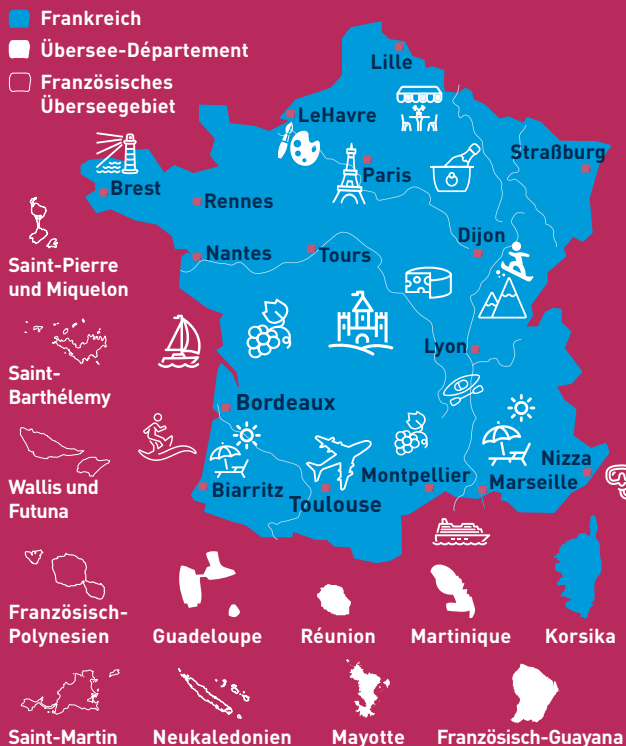 Frankreich
Übersee-Département
Französisches
Überseegebiet
Lille
LeHavre
Paris
Straßburg
Brest
Rennes
Dijon
Nantes
Tours
Saint-Pierre
und Miquelon
Lyon
Saint-
Barthélemy
Bordeaux
Nizza
Wallis und
Futuna
Biarritz
Toulouse
Montpellier
Marseille
Französisch-
Polynesien
Guadeloupe
Réunion
Martinique
Korsika
Saint-Martin
Neukaledonien
Mayotte
Französisch-Guayana